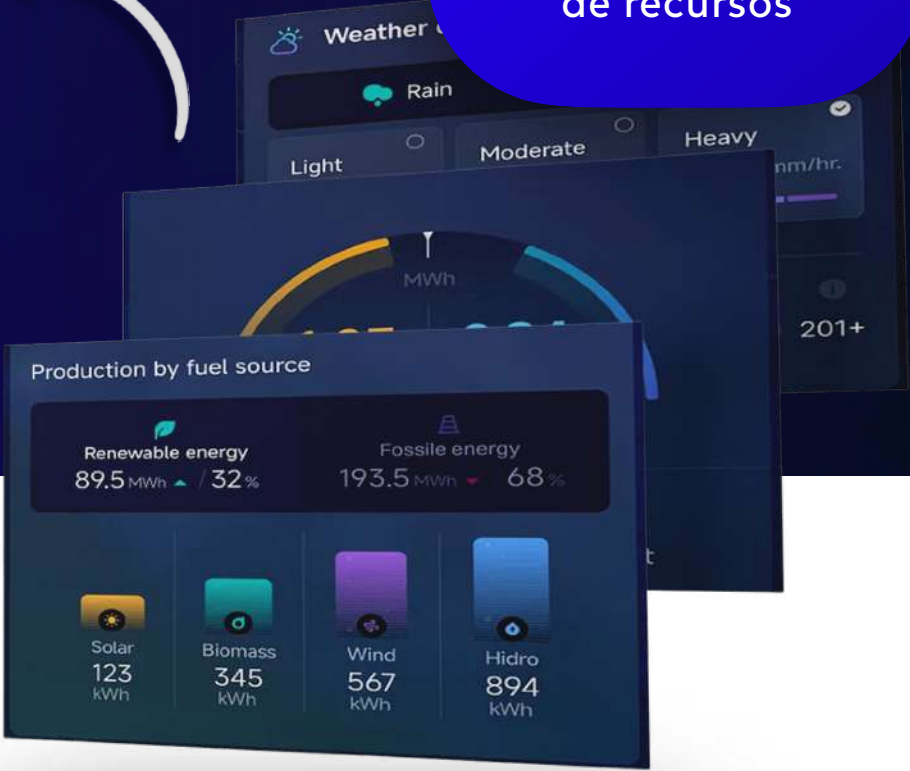 de recursos
Weather
Rain
Light
Moderate
Heavy
mm/hr.
201+
MWh
Production by fuel source
Renewable energy
89.5 MWh / 32%
Fossile energy
193.5 MWh 68%
Solar
123
kWh
Biomass
345
kWh
Wind
567
kWh
Hidro
894
kWh